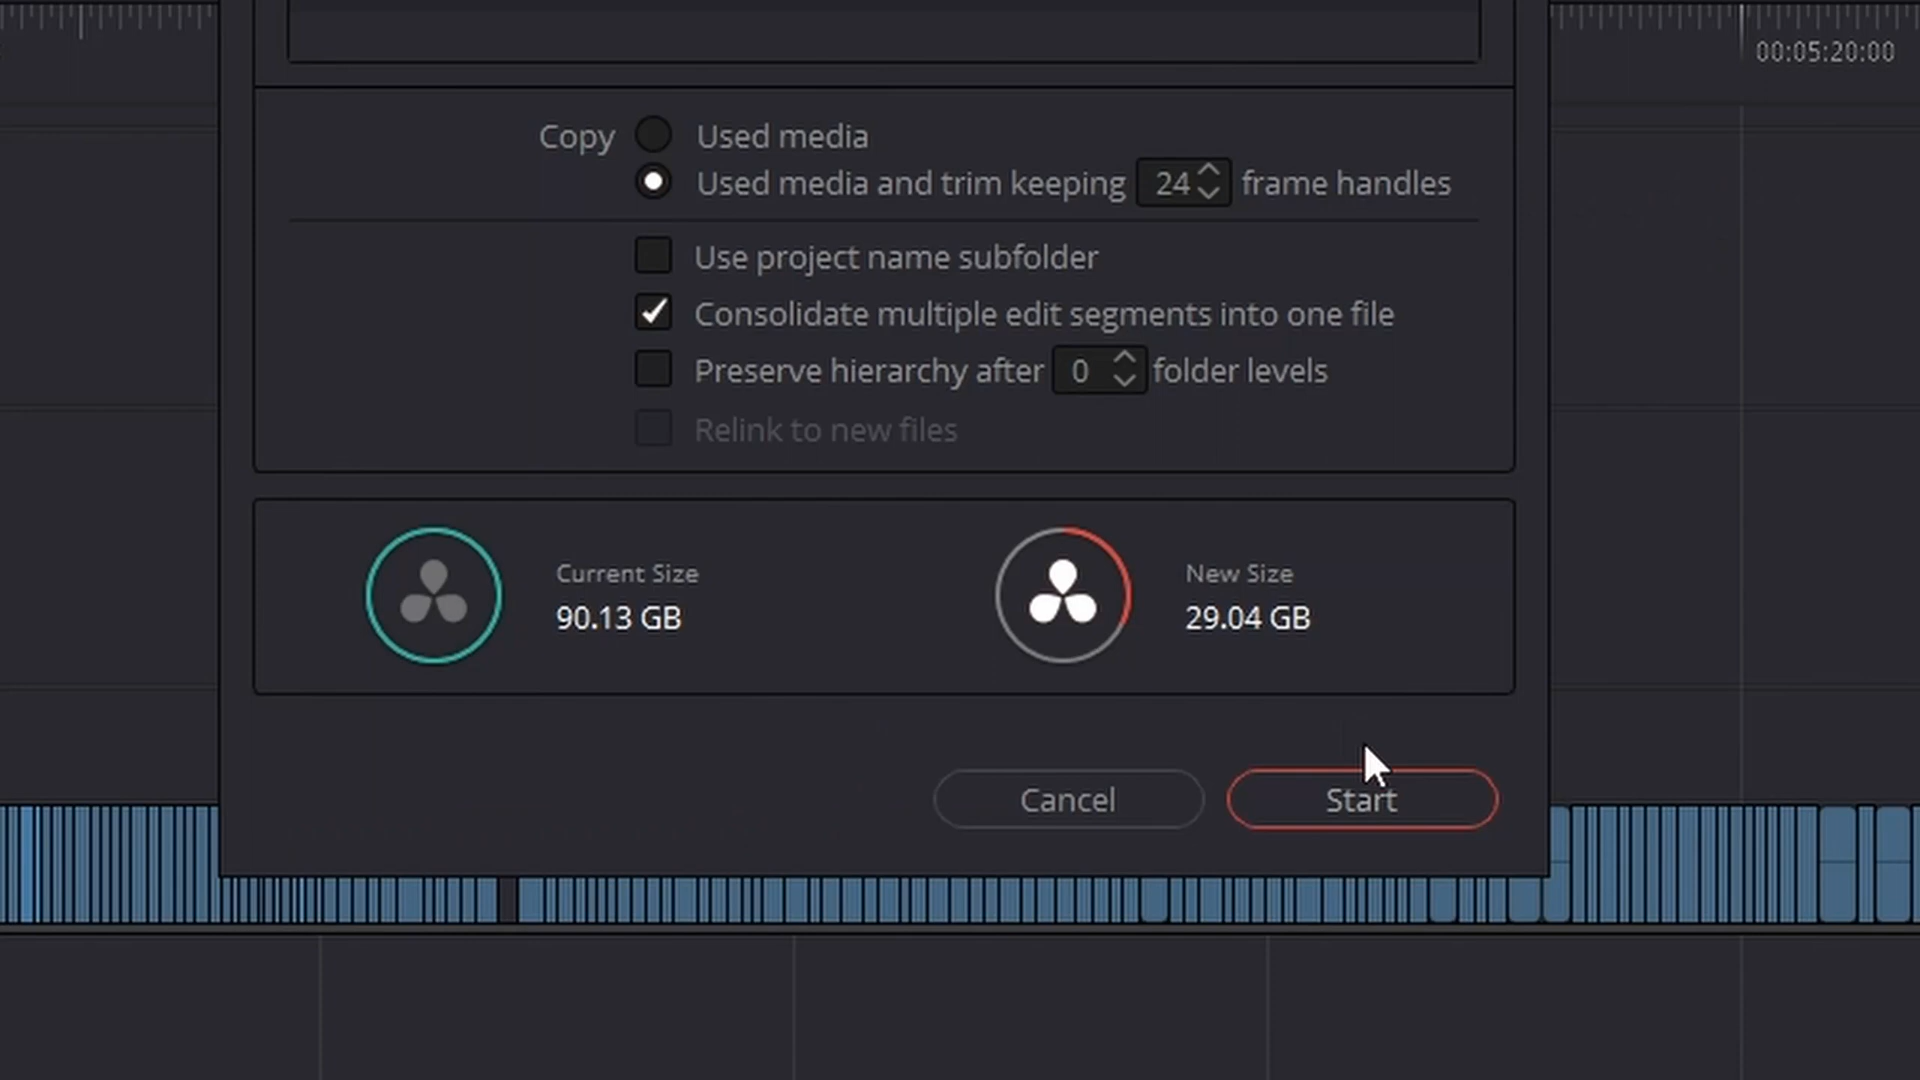 00:05:20:00
Copy Used media
Used media and trim keeping 24 frame handles
Use project name subfolder
Consolidate multiple edit segments into one file
Preserve hierarchy after 0 folder levels
Relink to new files
Current Size
90.13 GB
New Size
29.04 GB
Cancel
Start